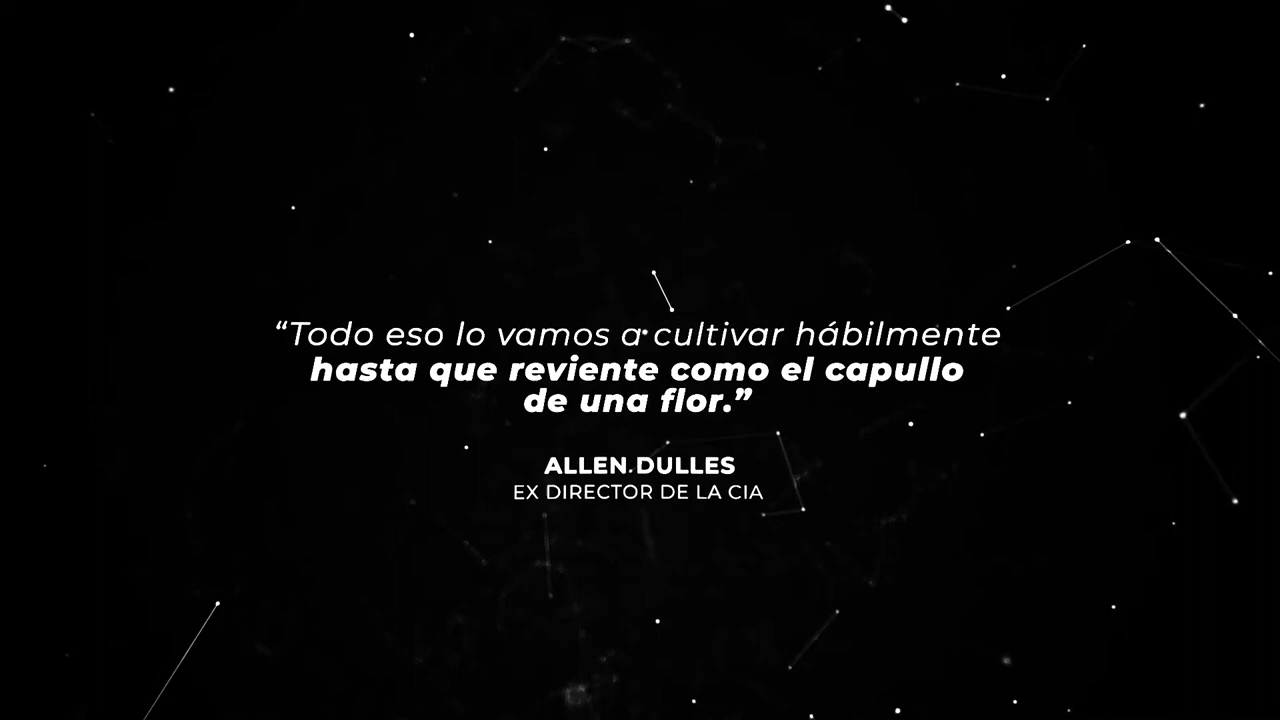 “Todo eso lo vamos a cultivar hábilmente
hasta que reviente como el capullo
de una flor.”
ALLEN DULLES
EX DIRECTOR DE LA CIA